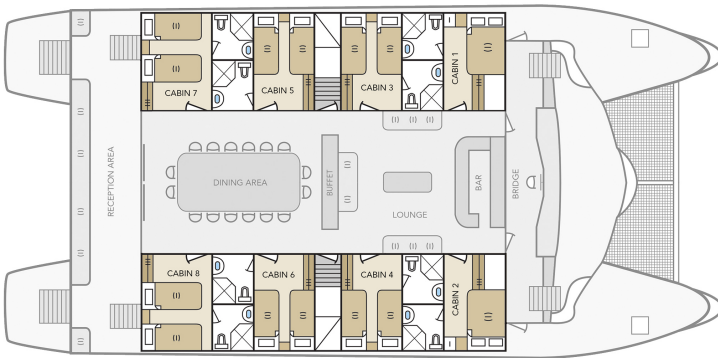 CABIN 7
CABIN 5
CABIN 3
CABIN 1
RECEPTION AREA
DINING AREA
BUFFET
LOUNGE
BAR
BRIDGE
CABIN 8
CABIN 6
CABIN 4
CABIN 2